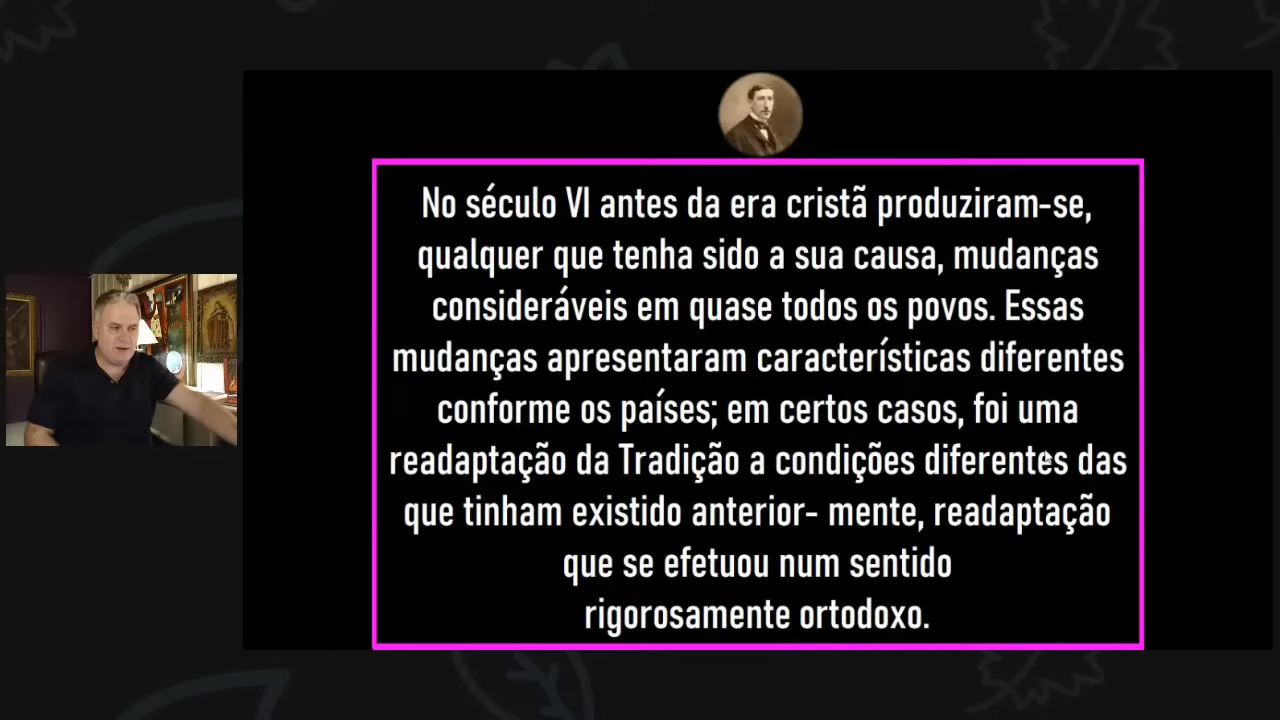 No século VI antes da era cristã produziram-se,
qualquer que tenha sido a sua causa, mudanças
consideráveis em quase todos os povos. Essas
mudanças apresentaram características diferentes
conforme os países; em certos casos, foi uma
readaptação da Tradição a condições diferentes das
que tinham existido anterior- mente, readaptação
que se efetuou num sentido
rigorosamente ortodoxo.